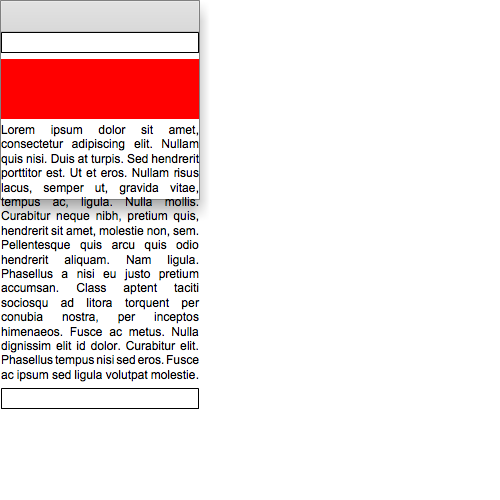 Lorem ipsum dolor sit amet,
consectetur adipiscing elit. Nullam
quis nisi. Duis at turpis. Sed hendrerit
porttitor est. Ut et eros. Nullam risus
lacus, semper ut, gravida vitae,
tempus ac, ligula. Nulla mollis.
Curabitur neque nibh, pretium quis,
hendrerit sit amet, molestie non, sem.
Pellentesque quis arcu quis odio
hendrerit aliquam. Nam ligula.
Phasellus a nisi eu justo pretium
accumsan. Class aptent taciti
sociosqu ad litora torquent per
conubia nostra, per inceptos
himenaeos. Fusce ac metus. Nulla
dignissim elit id dolor. Curabitur elit.
Phasellus tempus nisi sed eros. Fusce
ac ipsum sed ligula volutpat molestie.